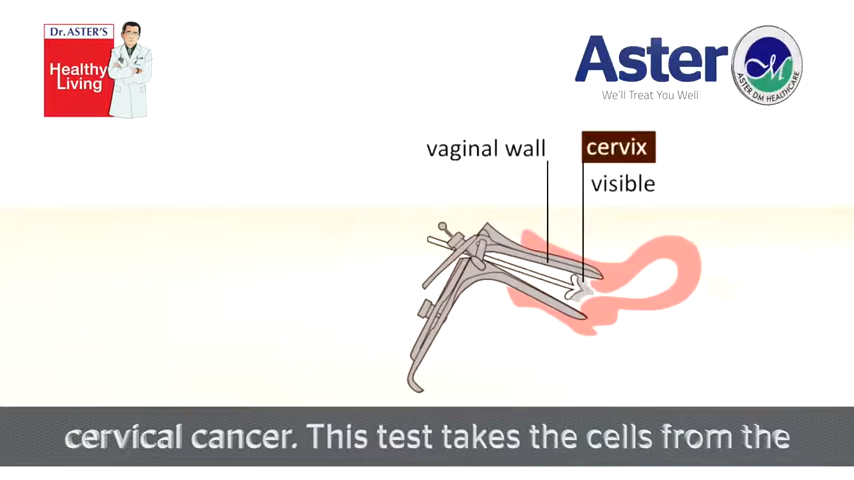 Dr. ASTER'S
Healthy
Living
Aster
We'll Treat You Well
ASTER DM HEALTHCARE
vaginal wall
cervix
visible
cervical cancer. This test takes the cells from the